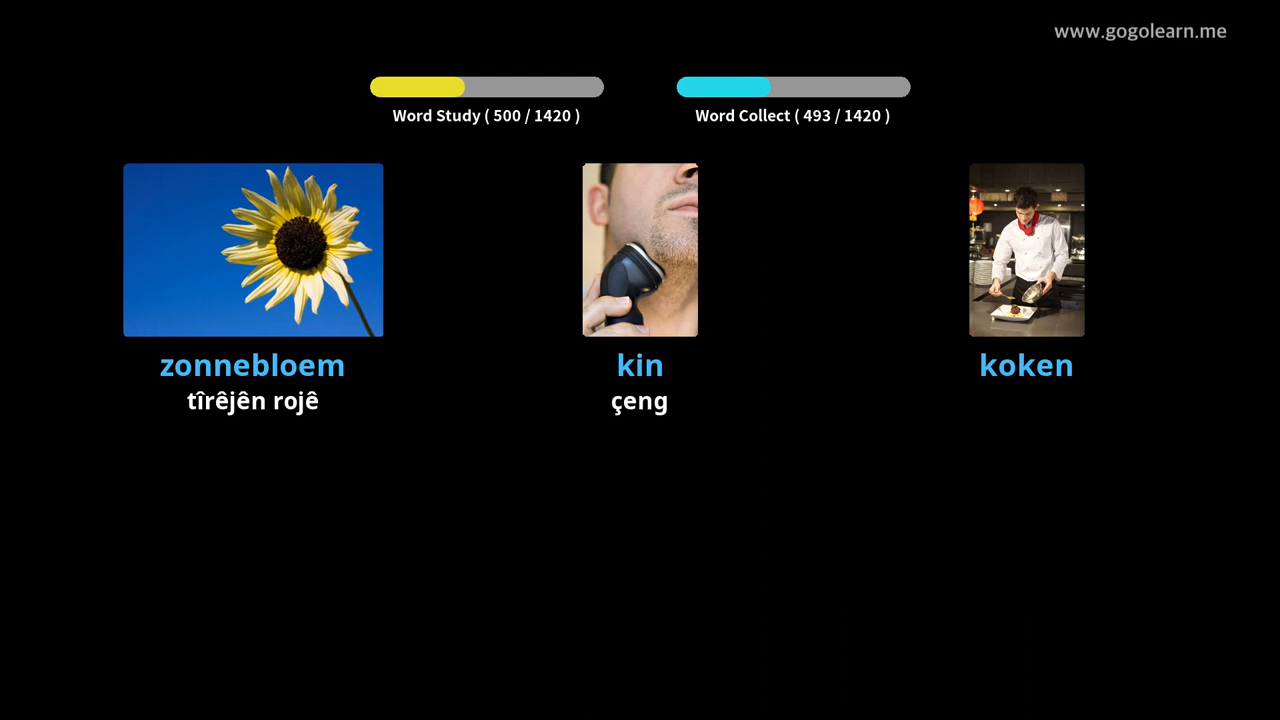 www.gogolearn.me
Word Study ( 500 / 1420 )
Word Collect ( 493 / 1420 )
zonnebloem
tîrêjên rojê
kin
çeng
koken